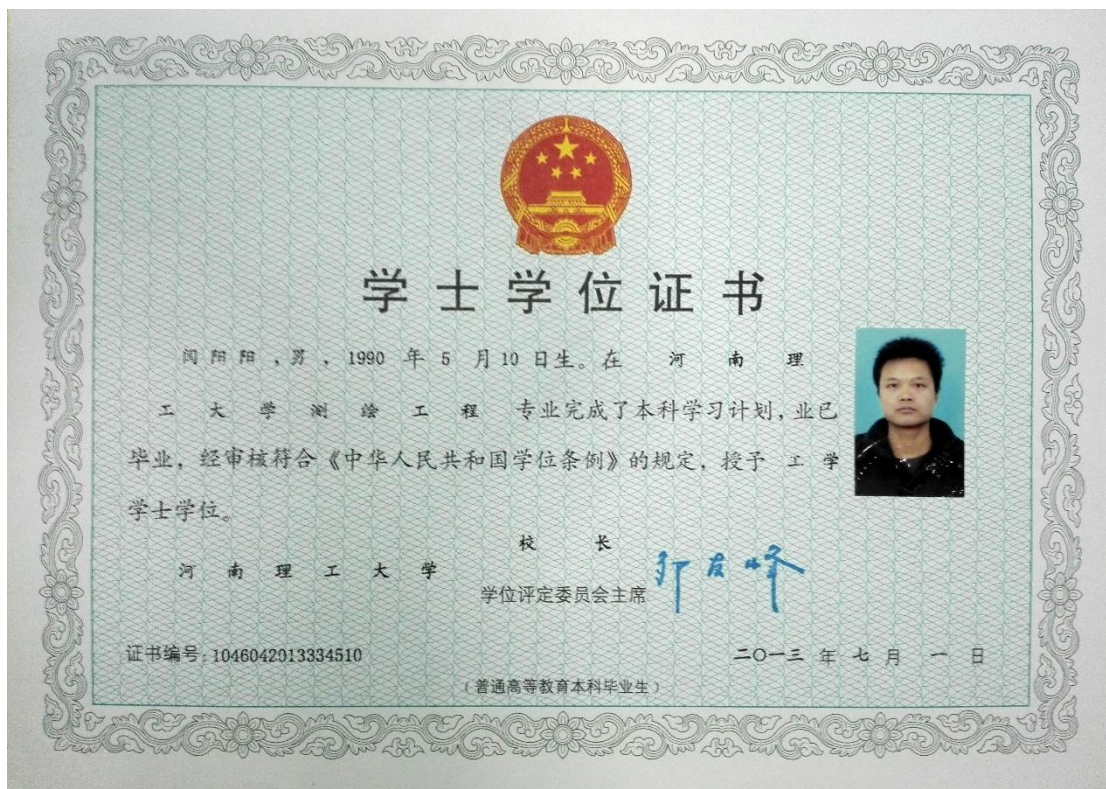 学士学位证书
闻阳阳，男，1990 年 5 月 10 日生。在 河 南 理
工 大 学 测 绘 工 程 专业完成了本科学习计划，业已
毕业，经审核符合《中华人民共和国学位条例》的规定，授予 工 学
学士学位。
校 长
河 南 理 工 大 学
邹友峰
学位评定委员会主席
证书编号：1046042013334510
二〇一三 年 七 月 一 日
（普通高等教育本科毕业生）